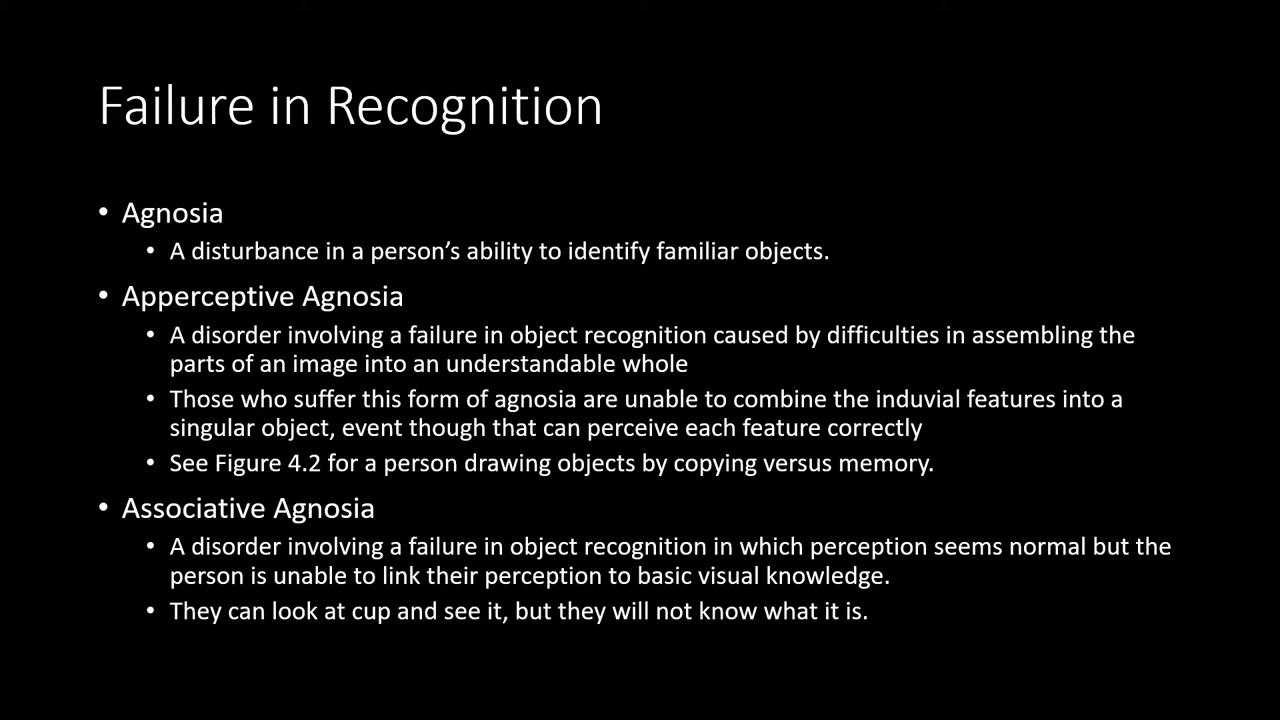 Failure in Recognition
• Agnosia
• A disturbance in a person’s ability to identify familiar objects.
• Apperceptive Agnosia
• A disorder involving a failure in object recognition caused by difficulties in assembling the
parts of an image into an understandable whole
• Those who suffer this form of agnosia are unable to combine the induvial features into a
singular object, event though that can perceive each feature correctly
• See Figure 4.2 for a person drawing objects by copying versus memory.
• Associative Agnosia
• A disorder involving a failure in object recognition in which perception seems normal but the
person is unable to link their perception to basic visual knowledge.
• They can look at cup and see it, but they will not know what it is.